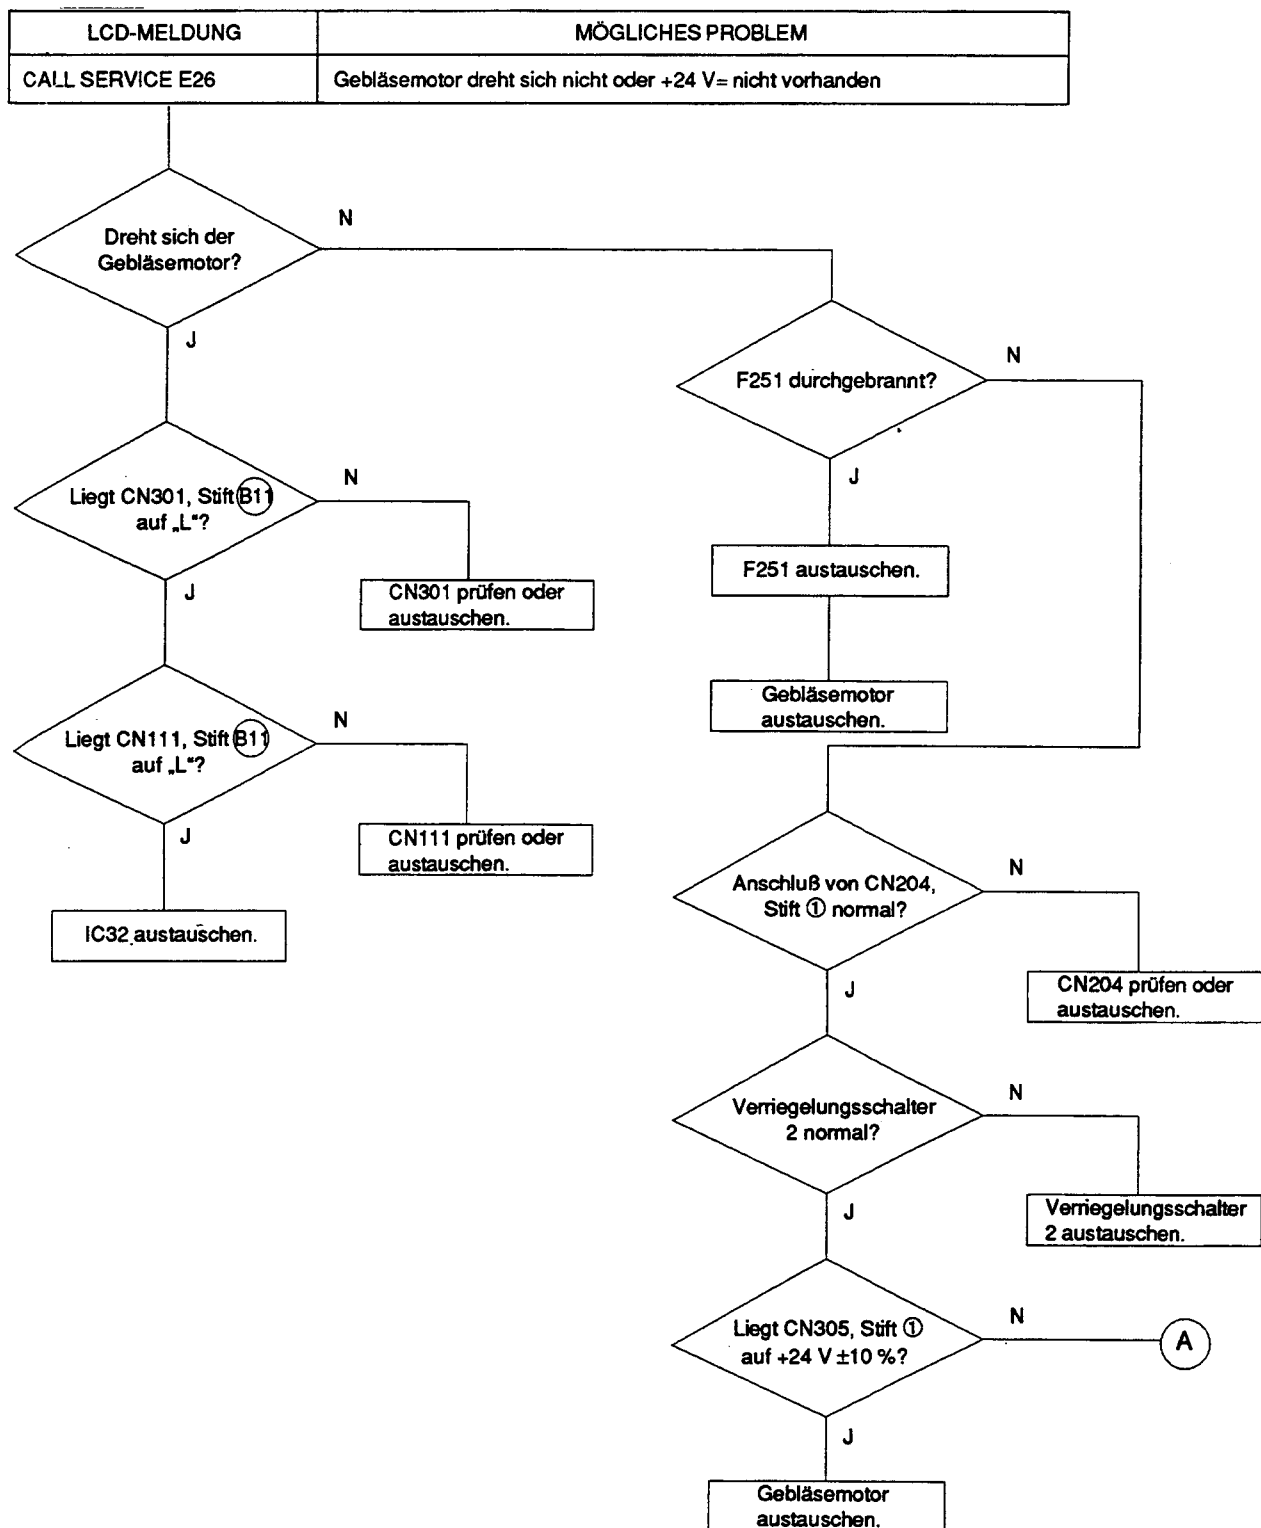 LCD-MELDUNG
MÖGLICHES PROBLEM
CALL SERVICE E26
Gebläsemotor dreht sich nicht oder +24 V= nicht vorhanden
Dreht sich der
Gebläsemotor?
N
J
F251 durchgebrannt?
N
J
Liegt CN301, Stift B11
auf „L“?
N
J
F251 austauschen.
CN301 prüfen oder
austauschen.
Gebläsemotor
austauschen.
Liegt CN111, Stift B11
auf „L“?
N
J
CN111 prüfen oder
austauschen.
IC32 austauschen.
Anschluß von CN204,
Stift ① normal?
N
J
CN204 prüfen oder
austauschen.
Verriegelungsschalter
2 normal?
N
J
Verriegelungsschalter
2 austauschen.
Liegt CN305, Stift ①
auf +24 V ±10 %?
N
A
J
Gebläsemotor
austauschen.